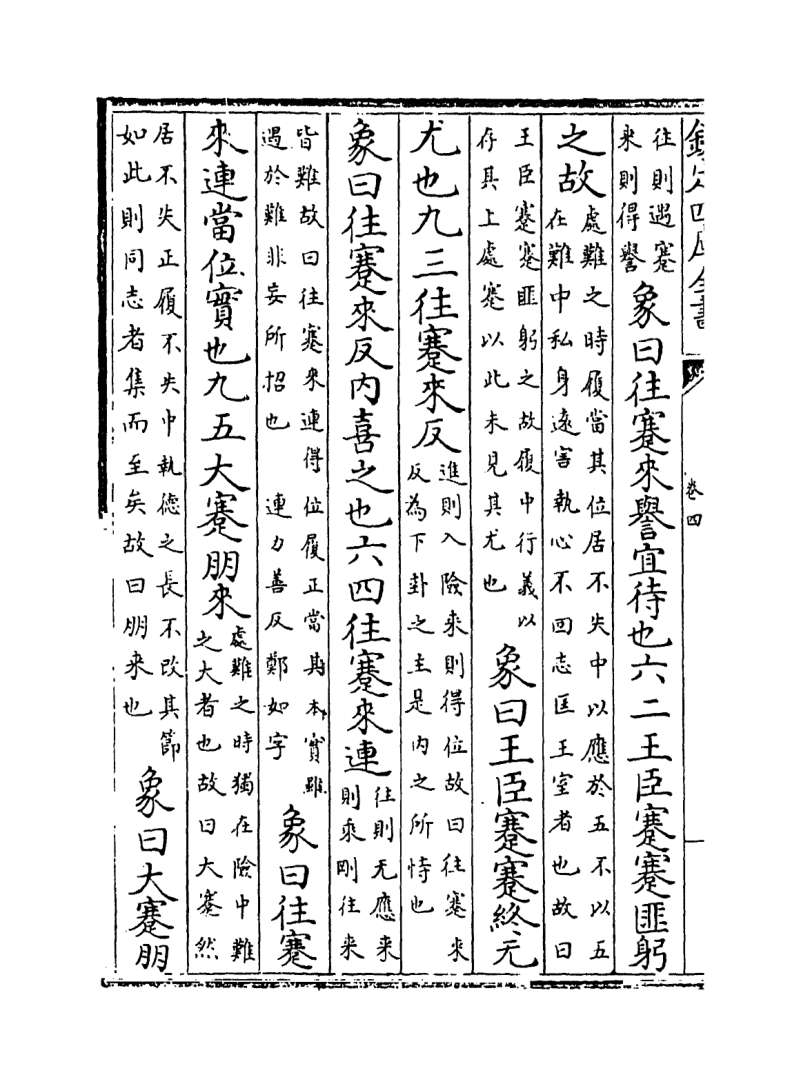 欽定四庫全書 卷四
往則遇蹇來則得譽象曰往蹇來譽宜待也六二王臣蹇蹇匪躬
之故處難之時履當其位居不失中以應於五不以五在難中私身遠害執心不回志匡王室者也故曰
王臣蹇蹇匪躬之故履中行義以存其上處蹇以此未見其尤也象曰王臣蹇蹇終无
尤也九三往蹇來反進則入險來則得位故曰往蹇來反為下卦之主是内之所恃也
象曰往蹇來反内喜之也六四往蹇來連往則无應來則乘剛往來
皆難故曰往蹇來連得位履正當其本實雖遇於難非妄所招也 連力善反鄭如字象曰往蹇
來連當位實也九五大蹇朋來處難之時獨在險中難之大者也故曰大蹇然
居不失正履不失中執德之長不改其節如此則同志者集而至矣故曰朋來也象曰大蹇朋